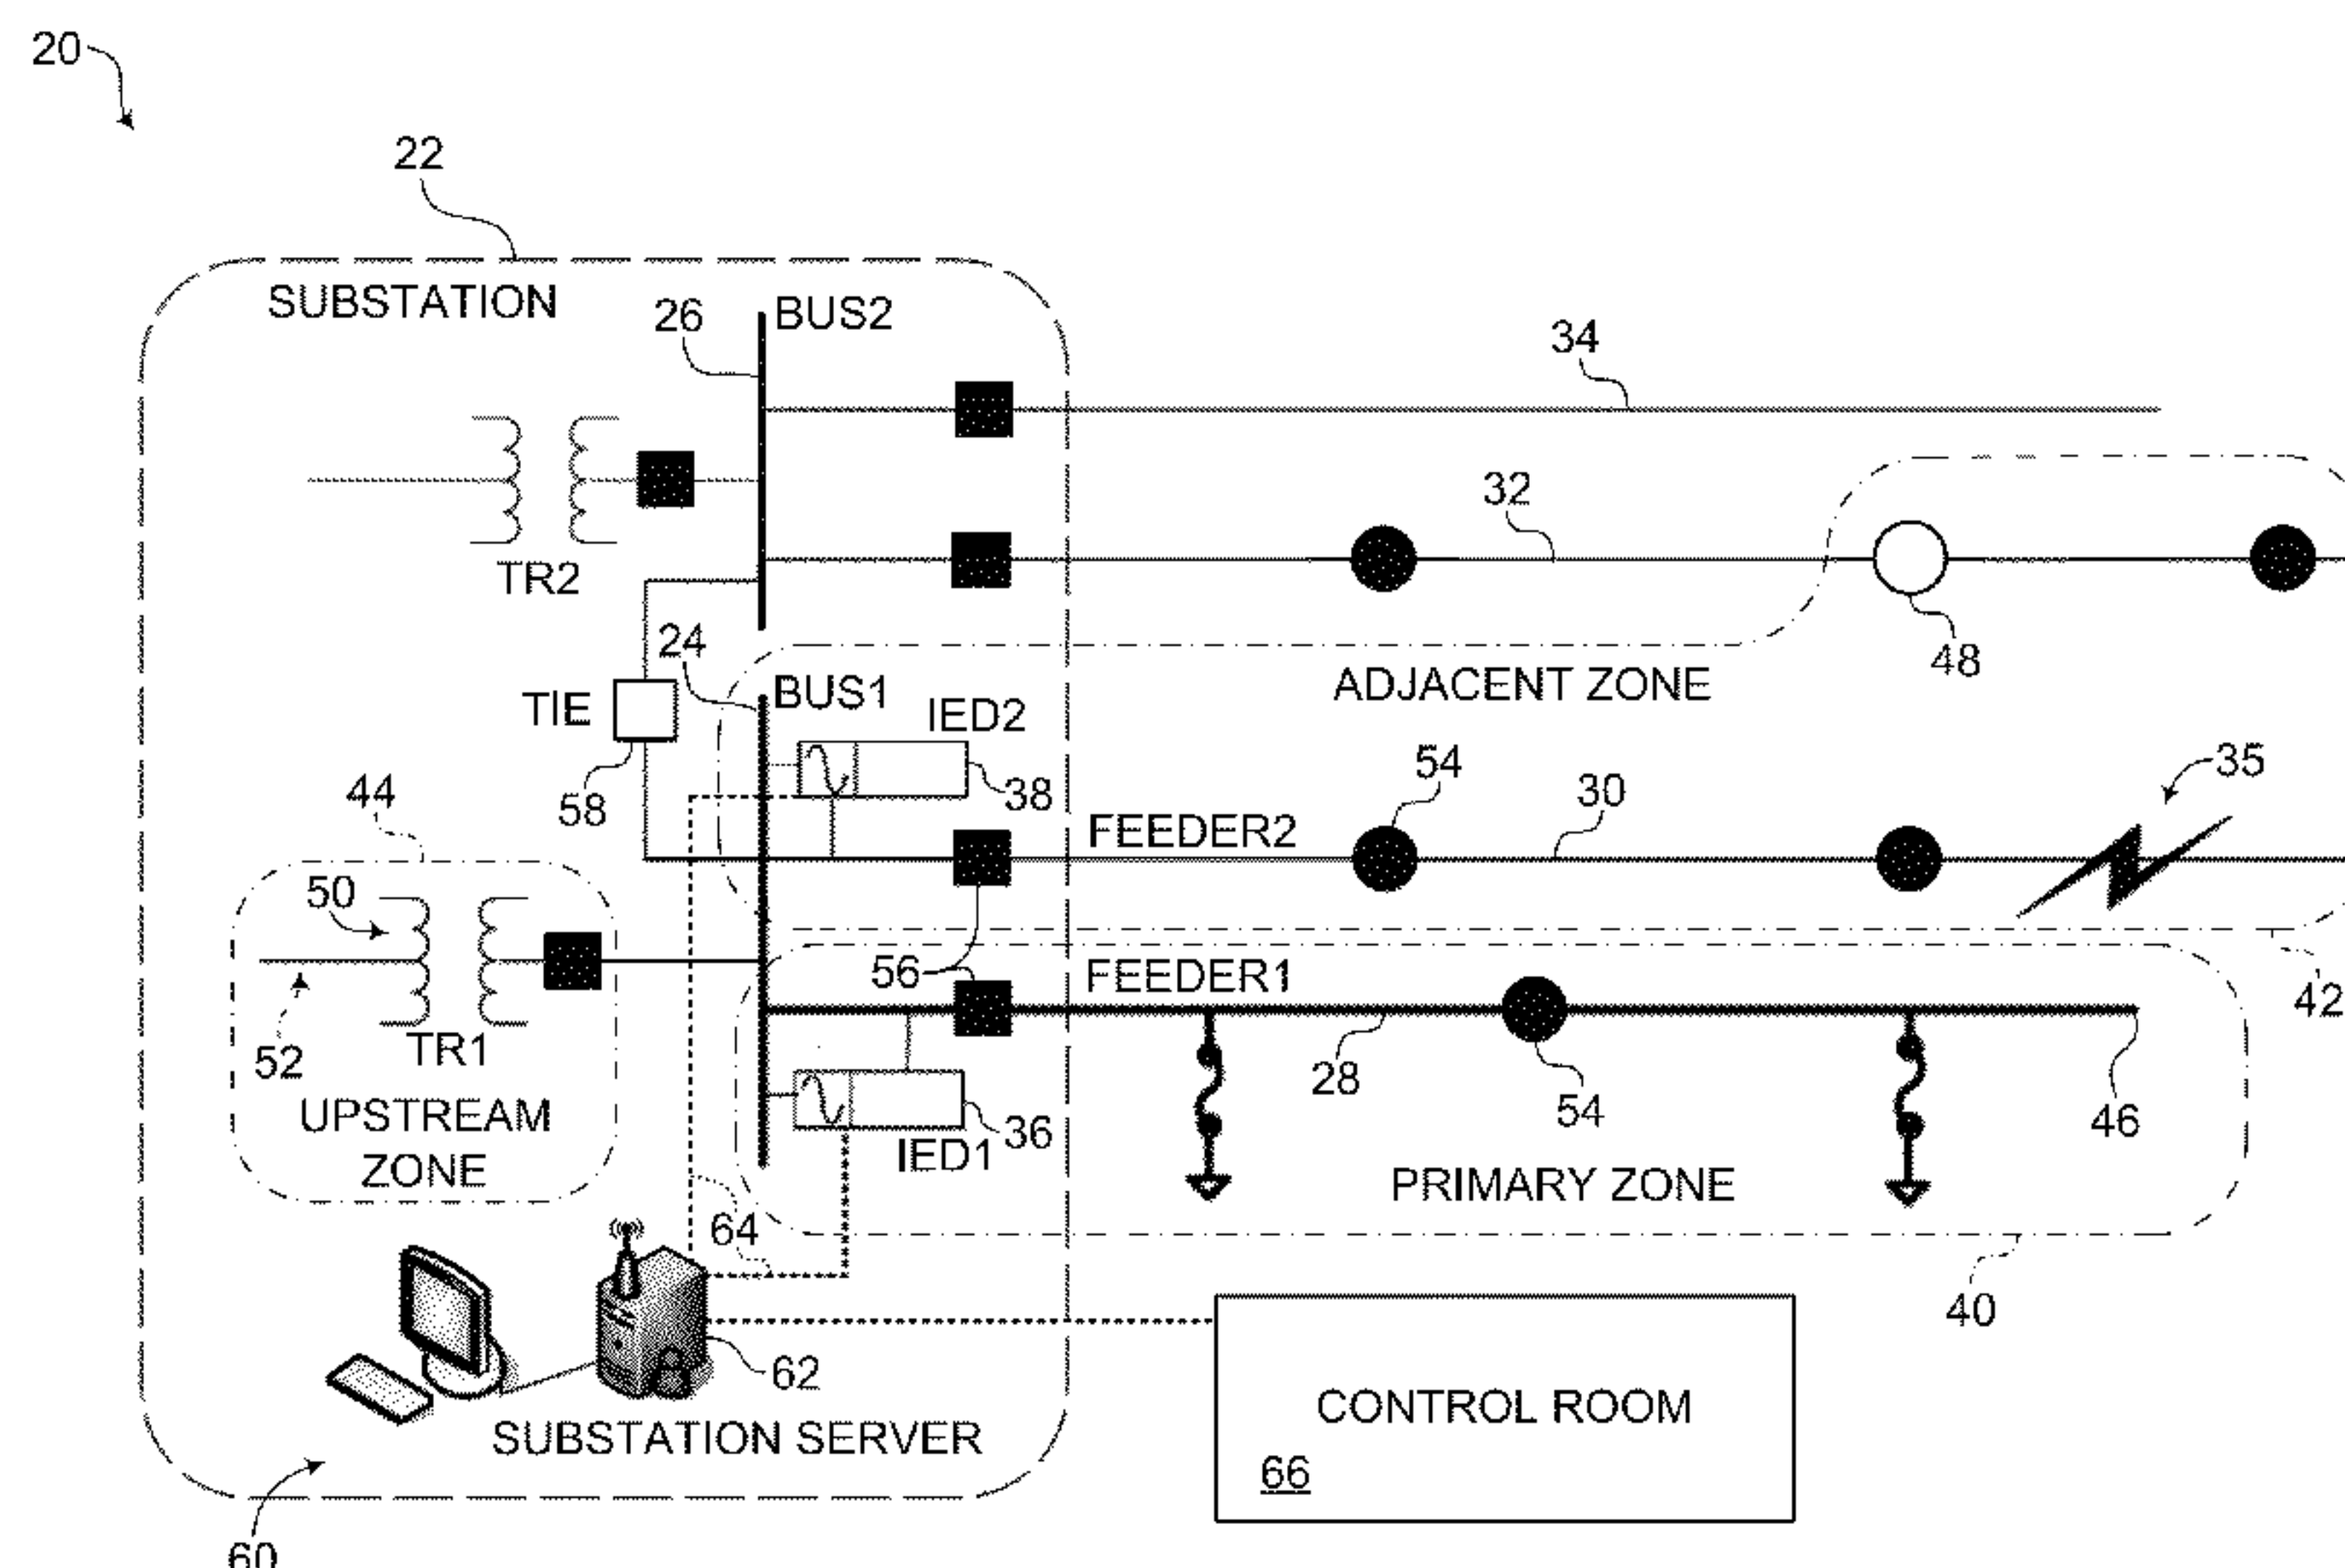 20
22
SUBSTATION
26
BUS2
34
32
TR2
24
48
ADJACENT ZONE
BUS1
TIE
IED2
54
35
44
58
38
30
FEEDER2
50
56
FEEDER1
42
52
TR1
28
54
46
36
UPSTREAM
ZONE
IED1
PRIMARY ZONE
64
40
62
CONTROL ROOM
SUBSTATION SERVER
66
60